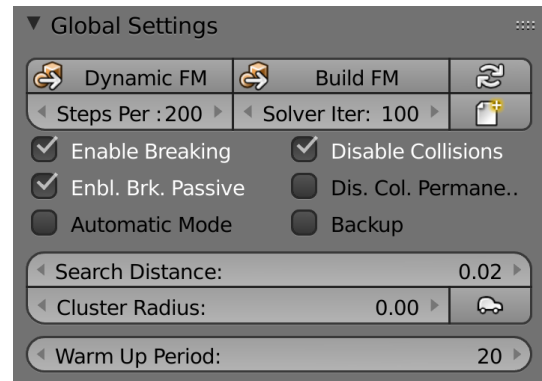 Global Settings
Dynamic FM Build FM
Steps Per : 200 Solver Iter: 100
Enable Breaking Disable Collisions
Enbl. Brk. Passive Dis. Col. Permane..
Automatic Mode Backup
Search Distance: 0.02
Cluster Radius: 0.00
Warm Up Period: 20